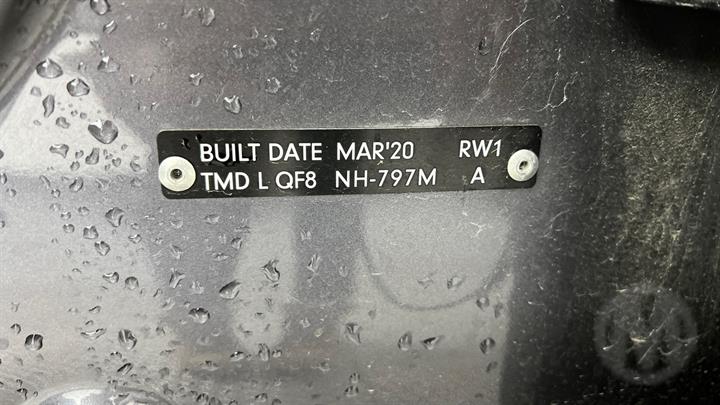 BUILT DATE MAR'20 RW1
TMD L QF8 NH-797M A